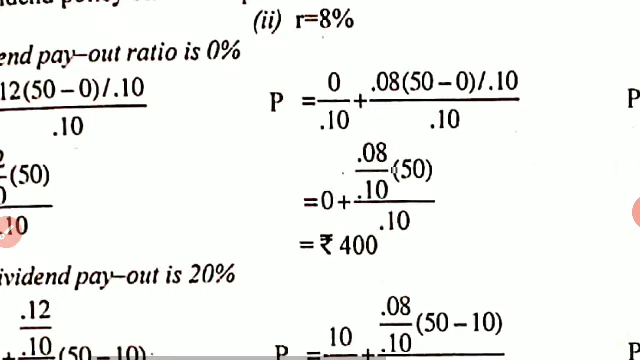 (ii) r=8%
end pay–out ratio is 0%
12(50 – 0)/.10
.10
P = 0/.10 + .08(50 – 0)/.10
.10
P
(50)
.10
= 0 + .08/.10 (50)
.10
= ₹ 400
ividend pay–out is 20%
.12
.10 (50 – 10)
P = 10 + .08/.10 (50 – 10)
P